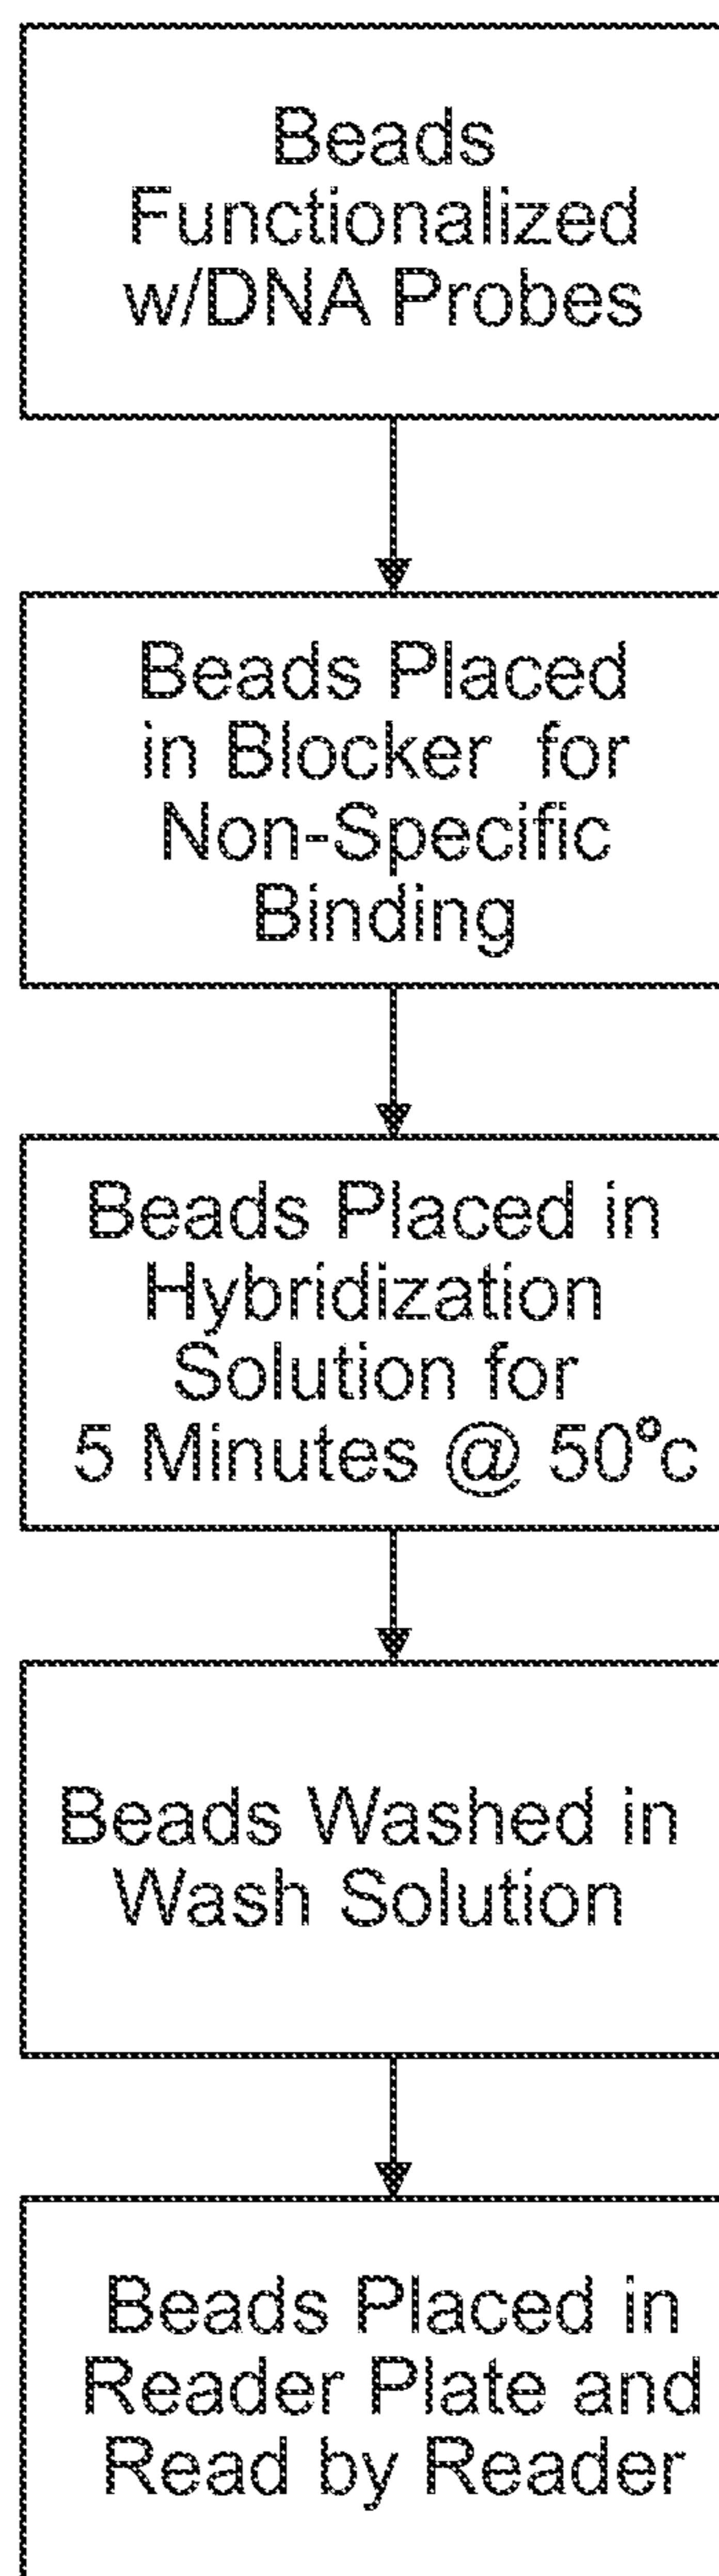 Beads
Functionalized
w/DNA Probes
Beads Placed
in Blocker for
Non-Specific
Binding
Beads Placed in
Hybridization
Solution for
5 Minutes @ 50°c
Beads Washed in
Wash Solution
Beads Placed in
Reader Plate and
Read by Reader